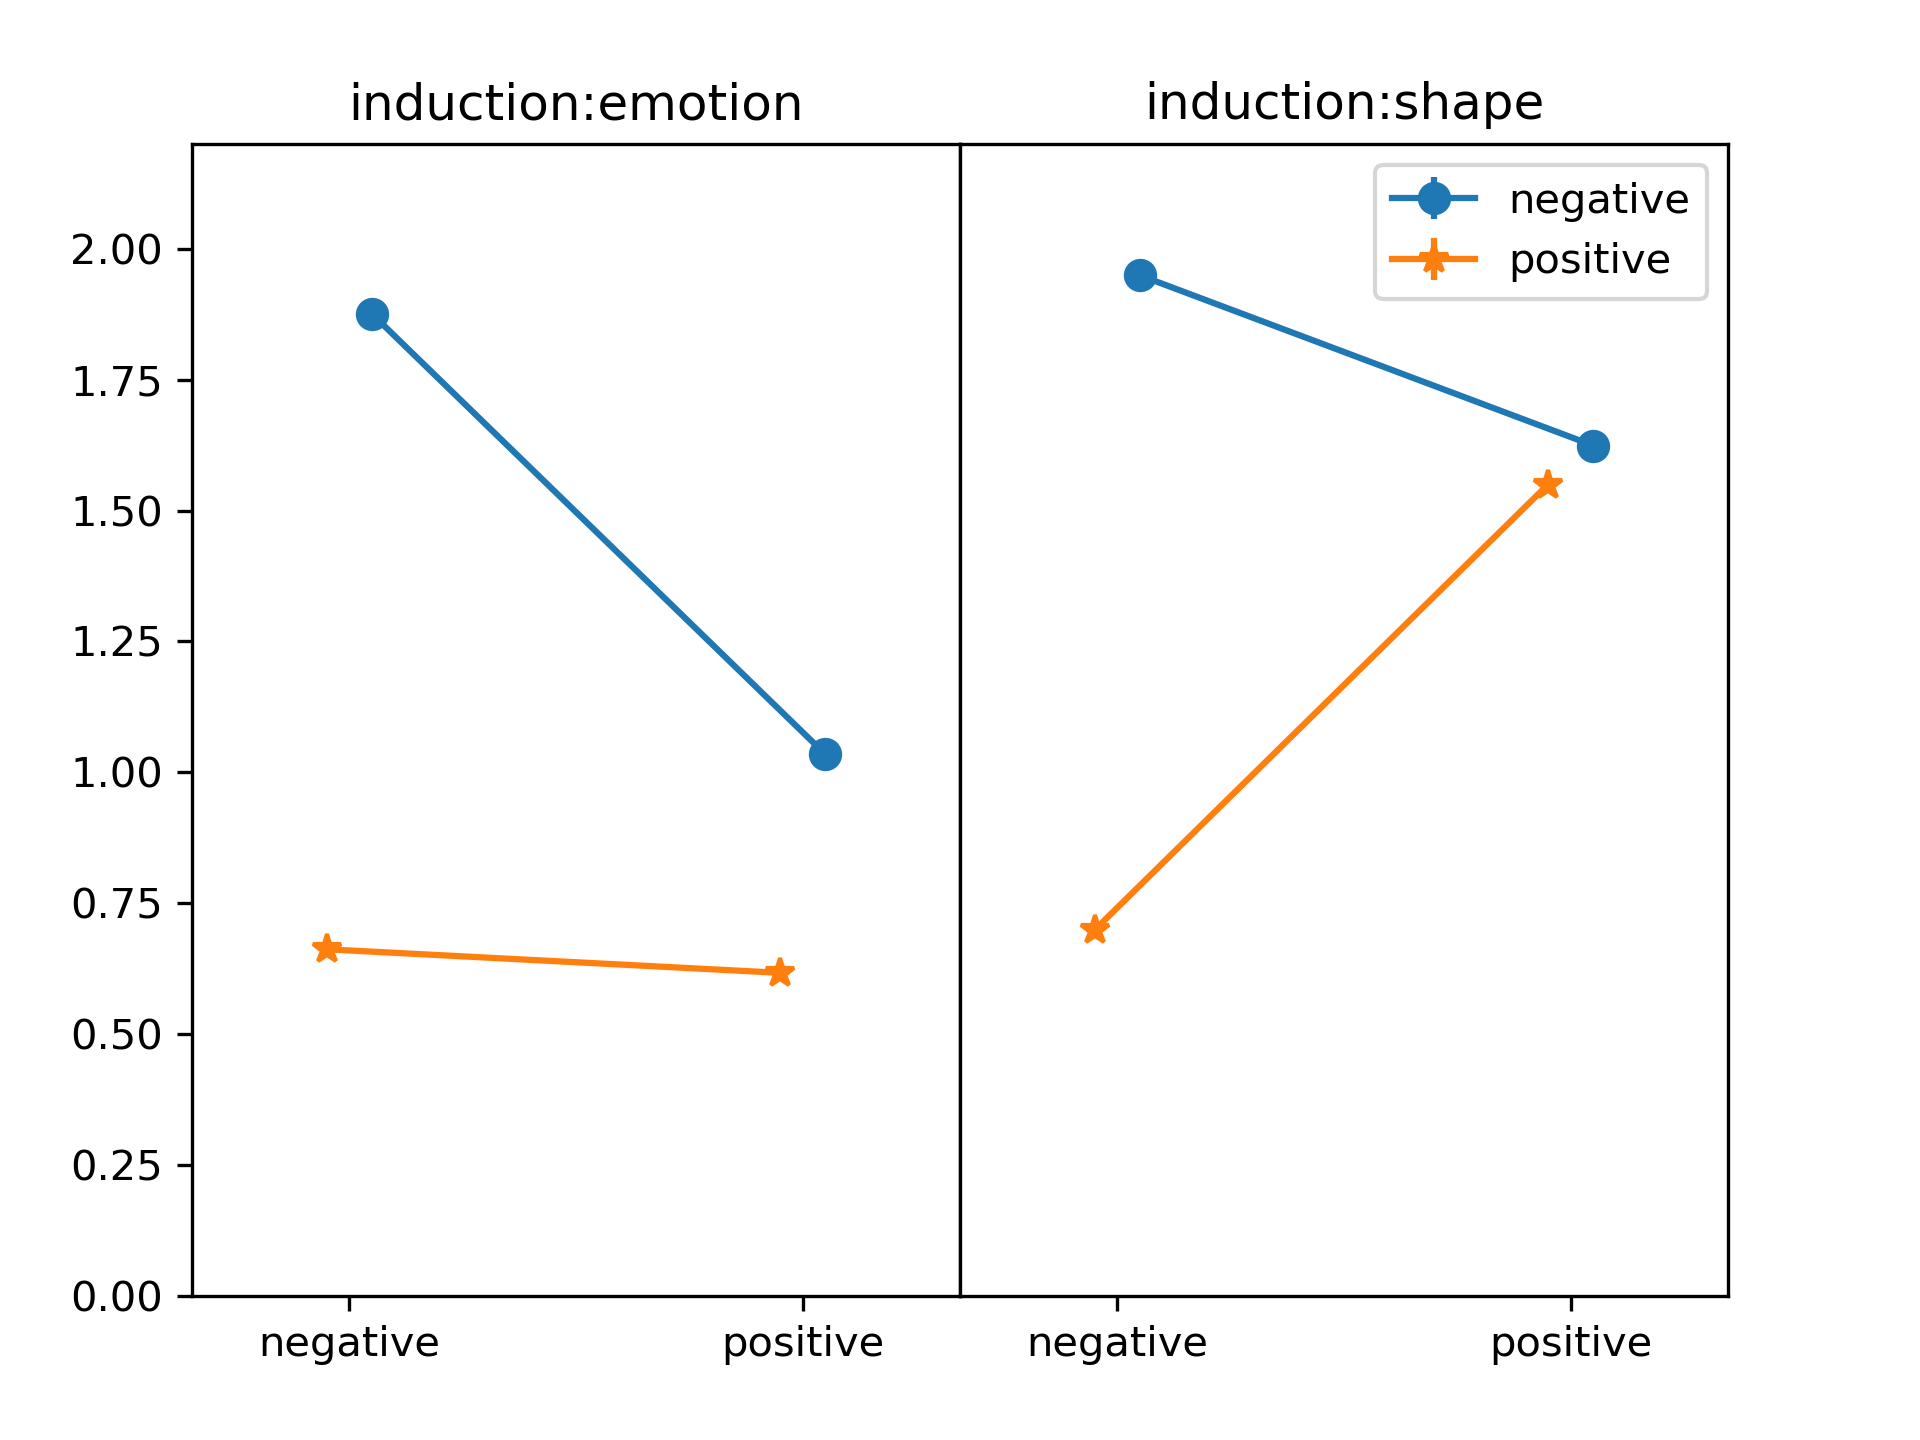 induction:emotion
induction:shape
negative
positive
2.00
1.75
1.50
1.25
1.00
0.75
0.50
0.25
0.00
negative
positive
negative
positive